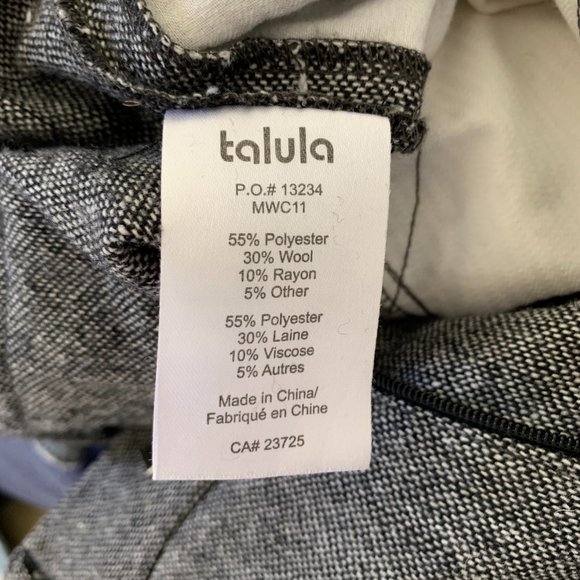 talula
P.O.# 13234
MWC11
55% Polyester
30% Wool
10% Rayon
5% Other
55% Polyester
30% Laine
10% Viscose
5% Autres
Made in China/
Fabriqué en Chine
CA# 23725